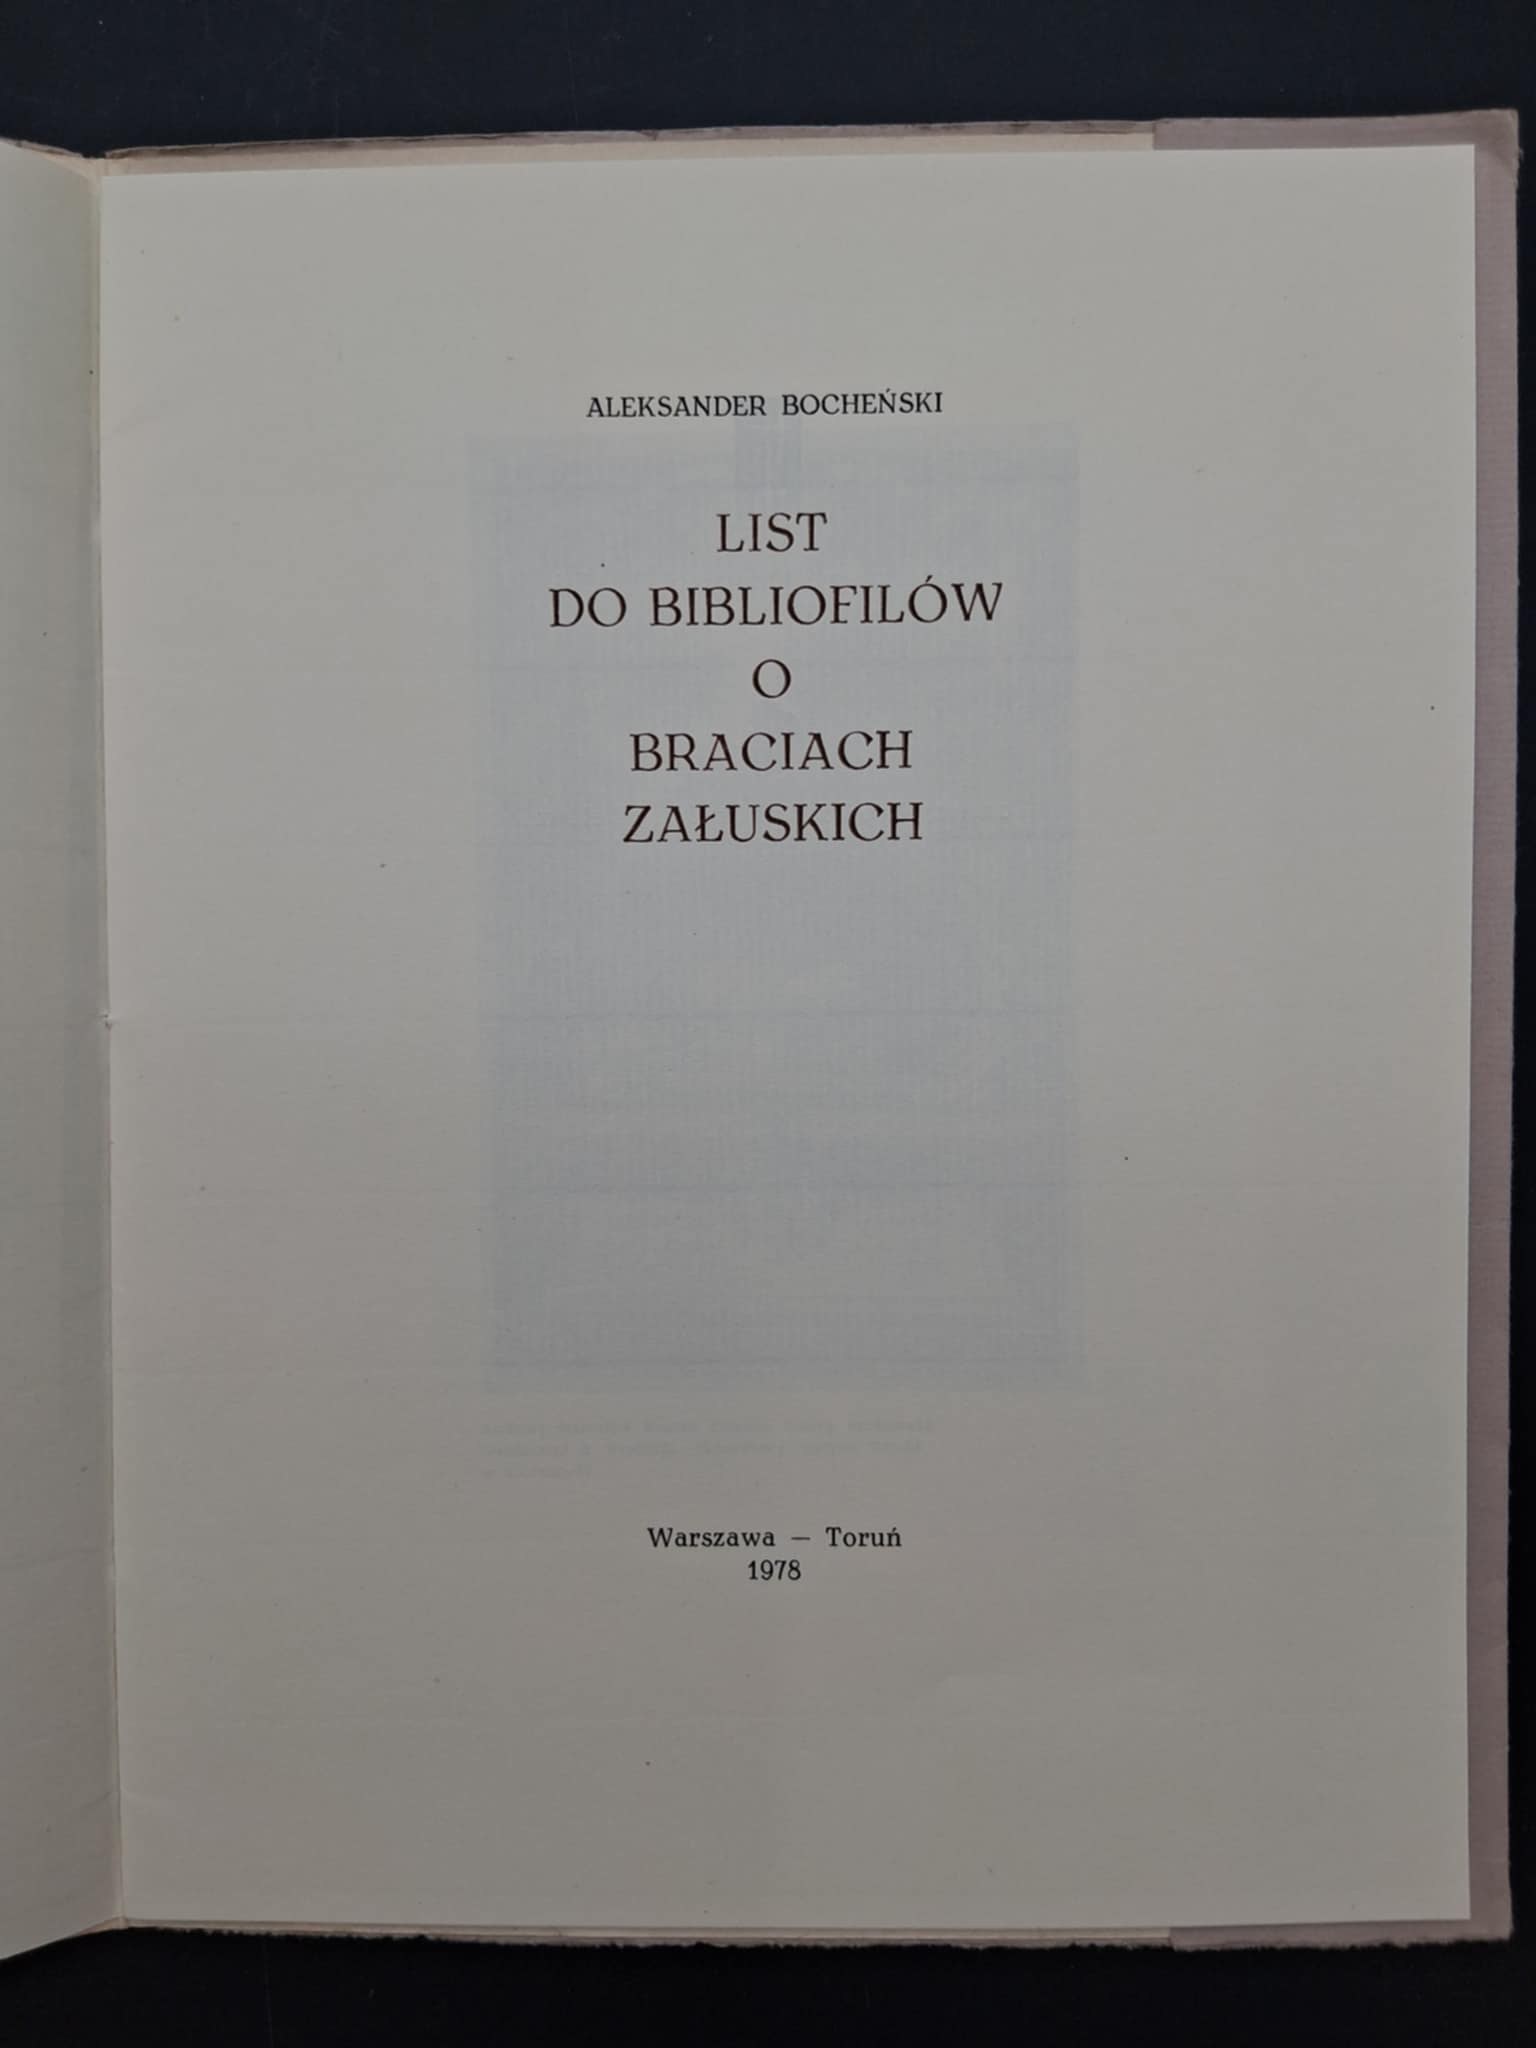 ALEKSANDER BOCHEŃSKI
LIST
DO BIBLIOFILÓW
O
BRACIACH
ZAŁUSKICH
Warszawa — Toruń
1978